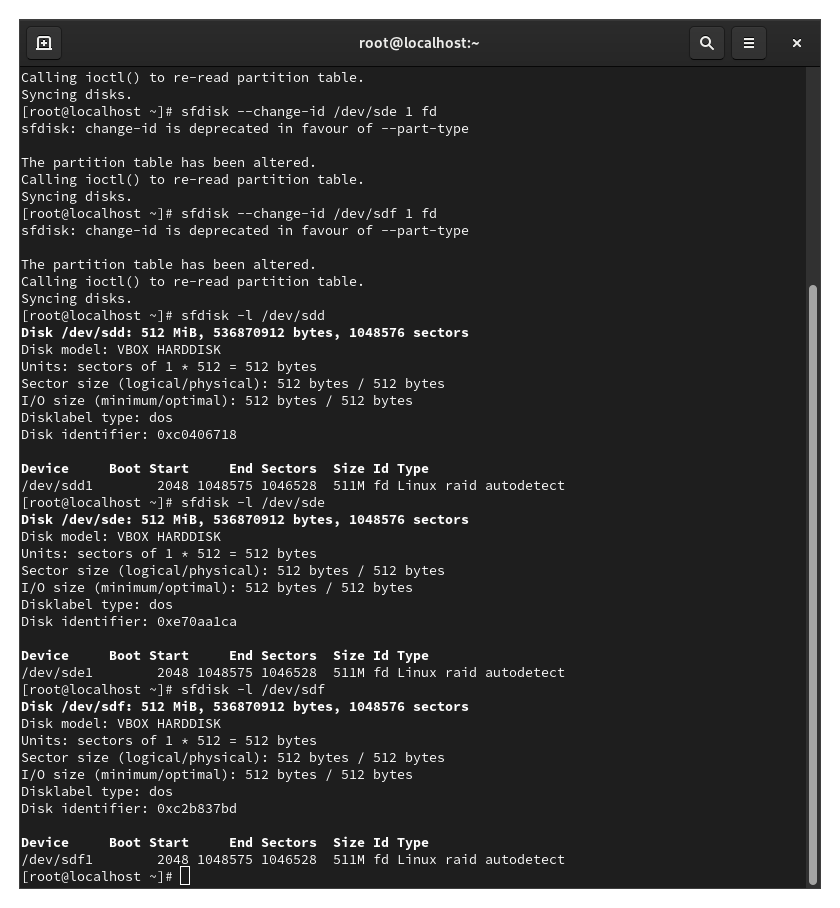 root@localhost:~
Calling ioctl() to re-read partition table.
Syncing disks.
[root@localhost ~]# sfdisk --change-id /dev/sde 1 fd
sfdisk: change-id is deprecated in favour of --part-type

The partition table has been altered.
Calling ioctl() to re-read partition table.
Syncing disks.
[root@localhost ~]# sfdisk --change-id /dev/sdf 1 fd
sfdisk: change-id is deprecated in favour of --part-type

The partition table has been altered.
Calling ioctl() to re-read partition table.
Syncing disks.
[root@localhost ~]# sfdisk -l /dev/sdd
Disk /dev/sdd: 512 MiB, 536870912 bytes, 1048576 sectors
Disk model: VBOX HARDDISK
Units: sectors of 1 * 512 = 512 bytes
Sector size (logical/physical): 512 bytes / 512 bytes
I/O size (minimum/optimal): 512 bytes / 512 bytes
Disklabel type: dos
Disk identifier: 0xc0406718

Device     Boot Start     End Sectors  Size Id Type
/dev/sdd1        2048 1048575 1046528  511M fd Linux raid autodetect
[root@localhost ~]# sfdisk -l /dev/sde
Disk /dev/sde: 512 MiB, 536870912 bytes, 1048576 sectors
Disk model: VBOX HARDDISK
Units: sectors of 1 * 512 = 512 bytes
Sector size (logical/physical): 512 bytes / 512 bytes
I/O size (minimum/optimal): 512 bytes / 512 bytes
Disklabel type: dos
Disk identifier: 0xe70aa1ca

Device     Boot Start     End Sectors  Size Id Type
/dev/sde1        2048 1048575 1046528  511M fd Linux raid autodetect
[root@localhost ~]# sfdisk -l /dev/sdf
Disk /dev/sdf: 512 MiB, 536870912 bytes, 1048576 sectors
Disk model: VBOX HARDDISK
Units: sectors of 1 * 512 = 512 bytes
Sector size (logical/physical): 512 bytes / 512 bytes
I/O size (minimum/optimal): 512 bytes / 512 bytes
Disklabel type: dos
Disk identifier: 0xc2b837bd

Device     Boot Start     End Sectors  Size Id Type
/dev/sdf1        2048 1048575 1046528  511M fd Linux raid autodetect
[root@localhost ~]#